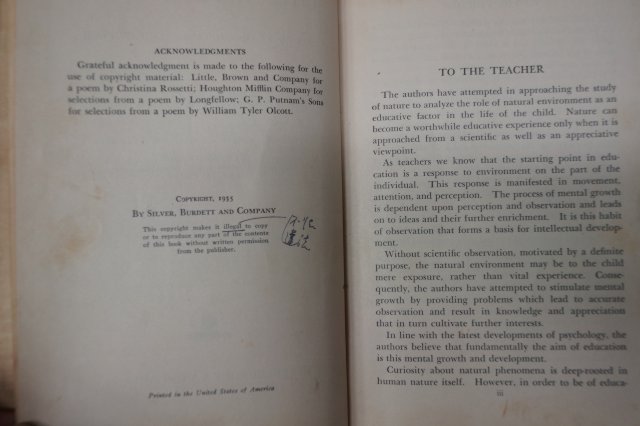 ACKNOWLEDGMENTS
Grateful acknowledgment is made to the following for the
use of copyright material: Little, Brown and Company for
a poem by Christina Rossetti; Houghton Mifflin Company for
selections from a poem by Longfellow; G. P. Putnam's Sons
for selections from a poem by William Tyler Olcott.
COPYRIGHT, 1935
BY SILVER, BURDETT AND COMPANY
This copyright makes it illegal to copy
or to reproduce any part of the contents
of this book without written permission
from the publisher.
Printed in the United States of America
TO THE TEACHER
The authors have attempted in approaching the study
of nature to analyze the role of natural environment as an
educative factor in the life of the child. Nature can
become a worthwhile educative experience only when it is
approached from a scientific as well as an appreciative
viewpoint.
As teachers we know that the starting point in edu-
cation is a response to environment on the part of the
individual. This response is manifested in movement,
attention, and perception. The process of mental growth
is dependent upon perception and observation and leads
on to ideas and their further enrichment. It is this habit
of observation that forms a basis for intellectual develop-
ment.
Without scientific observation, motivated by a definite
purpose, the natural environment may be to the child
mere exposure, rather than vital experience. Conse-
quently, the authors have attempted to stimulate mental
growth by providing problems which lead to accurate
observation and result in knowledge and appreciation
that in turn cultivate further interests.
In line with the latest developments of psychology, the
authors believe that fundamentally the aim of education
is this mental growth and development.
Curiosity about natural phenomena is deep-rooted in
human nature itself. However, in order to be of educa-
iii